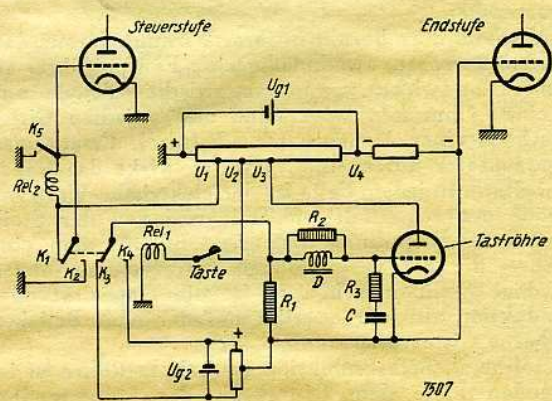 Steuerstufe
Endstufe
Ug1
+
-
-
K5
U1
U2
U3
U4
Rel2
Rel1
R2
Taströhre
K1
K2
K3
K4
Taste
D
R3
R1
C
+
Ug2
7507